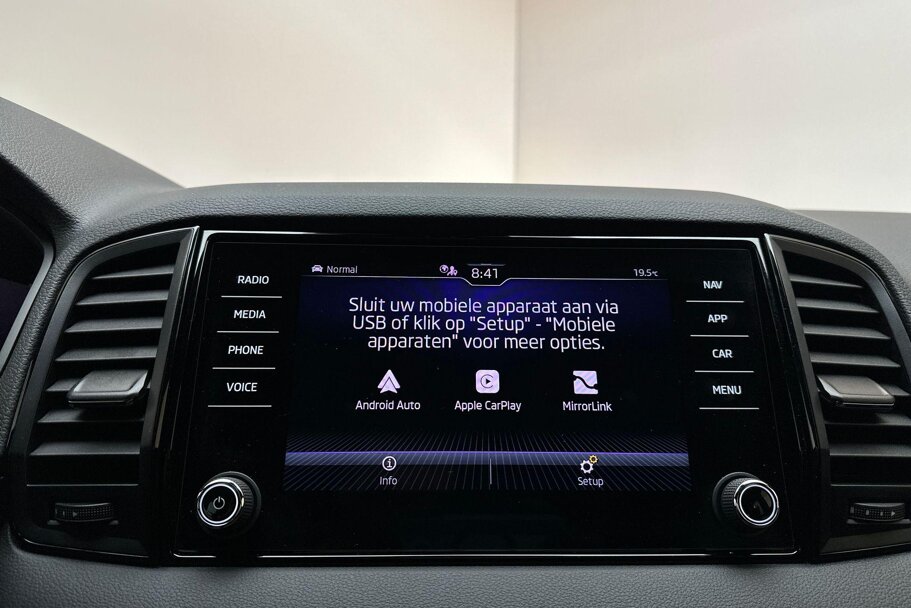 RADIO
MEDIA
PHONE
VOICE
Normal
8:41
19.5°C
Sluit uw mobiele apparaat aan via
USB of klik op "Setup" - "Mobiele
apparaten" voor meer opties.
Android Auto
Apple CarPlay
MirrorLink
Info
Setup
NAV
APP
CAR
MENU